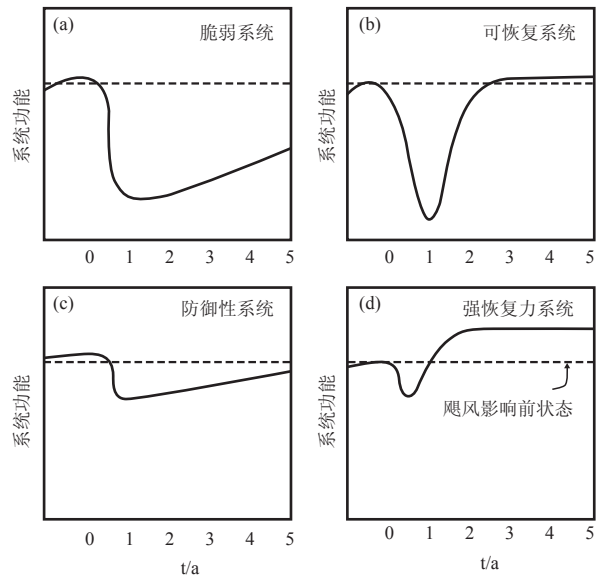 (a) 脆弱系统
系统功能
0 1 2 3 4 5
(b) 可恢复系统
系统功能
0 1 2 3 4 5
(c) 防御性系统
系统功能
0 1 2 3 4 5
t/a
(d) 强恢复力系统
系统功能
飓风影响前状态
0 1 2 3 4 5
t/a